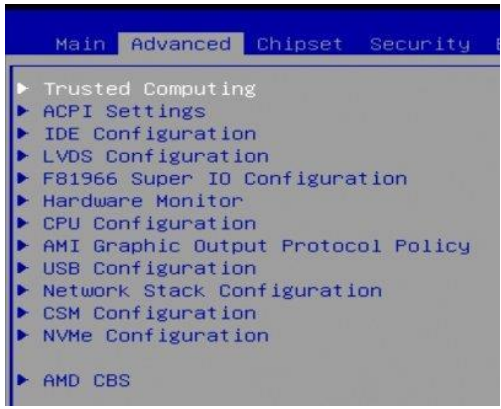 Main Advanced Chipset Security
Trusted Computing
ACPI Settings
IDE Configuration
LVDS Configuration
F81966 Super IO Configuration
Hardware Monitor
CPU Configuration
AMI Graphic Output Protocol Policy
USB Configuration
Network Stack Configuration
CSM Configuration
NVMe Configuration
AMD CBS